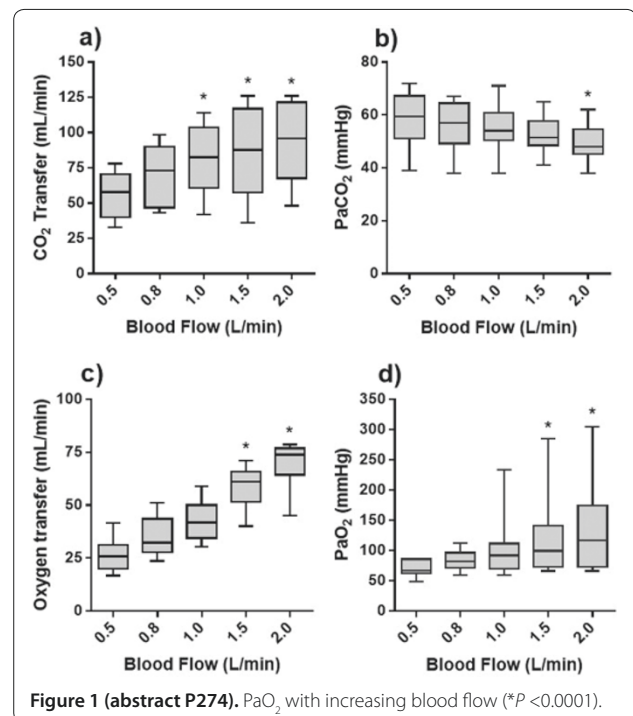 a)
CO2 Transfer (mL/min)
150
125
100
75
50
25
0
* * *
0.5 0.8 1.0 1.5 2.0
Blood Flow (L/min)
b)
PaCO2 (mmHg)
80
60
40
20
0
*
0.5 0.8 1.0 1.5 2.0
Blood Flow (L/min)
c)
Oxygen transfer (mL/min)
100
75
50
25
0
* *
0.5 0.8 1.0 1.5 2.0
Blood Flow (L/min)
d)
PaO2 (mmHg)
350
300
250
200
150
100
50
0
* *
0.5 0.8 1.0 1.5 2.0
Blood Flow (L/min)
Figure 1 (abstract P274). PaO2 with increasing blood flow (*P <0.0001).